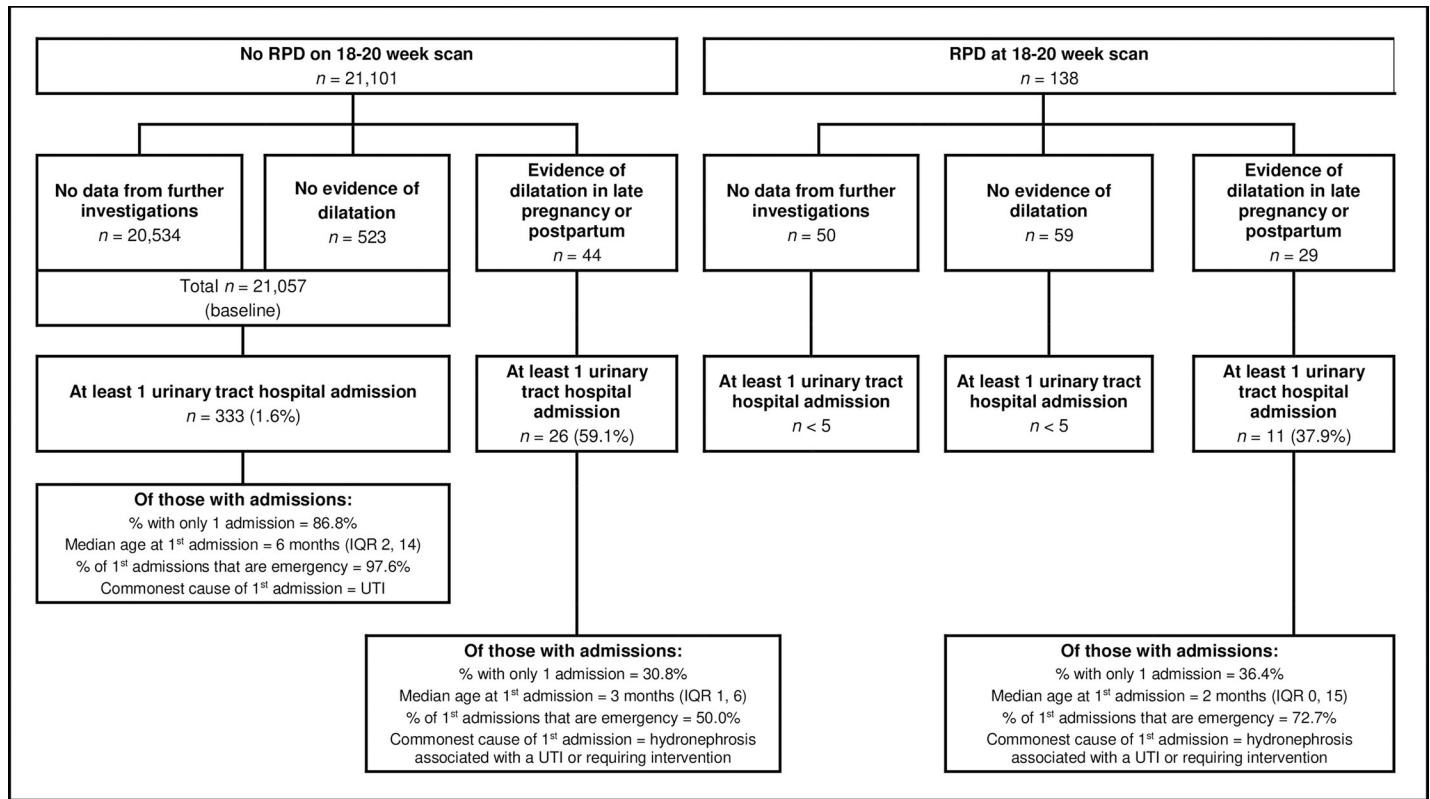 No RPD on 18-20 week scan
n = 21,101
RPD at 18-20 week scan
n = 138
No data from further
investigations
n = 20,534
No evidence of
dilatation
n = 523
Evidence of
dilatation in late
pregnancy or
postpartum
n = 44
No data from further
investigations
n = 50
No evidence of
dilatation
n = 59
Evidence of
dilatation in late
pregnancy or
postpartum
n = 29
Total n = 21,057
(baseline)
At least 1 urinary tract hospital admission
n = 333 (1.6%)
At least 1 urinary
tract hospital
admission
n = 26 (59.1%)
At least 1 urinary tract
hospital admission
n < 5
At least 1 urinary tract
hospital admission
n < 5
At least 1 urinary
tract hospital
admission
n = 11 (37.9%)
Of those with admissions:
% with only 1 admission = 86.8%
Median age at 1st admission = 6 months (IQR 2, 14)
% of 1st admissions that are emergency = 97.6%
Commonest cause of 1st admission = UTI
Of those with admissions:
% with only 1 admission = 30.8%
Median age at 1st admission = 3 months (IQR 1, 6)
% of 1st admissions that are emergency = 50.0%
Commonest cause of 1st admission = hydronephrosis
associated with a UTI or requiring intervention
Of those with admissions:
% with only 1 admission = 36.4%
Median age at 1st admission = 2 months (IQR 0, 15)
% of 1st admissions that are emergency = 72.7%
Commonest cause of 1st admission = hydronephrosis
associated with a UTI or requiring intervention